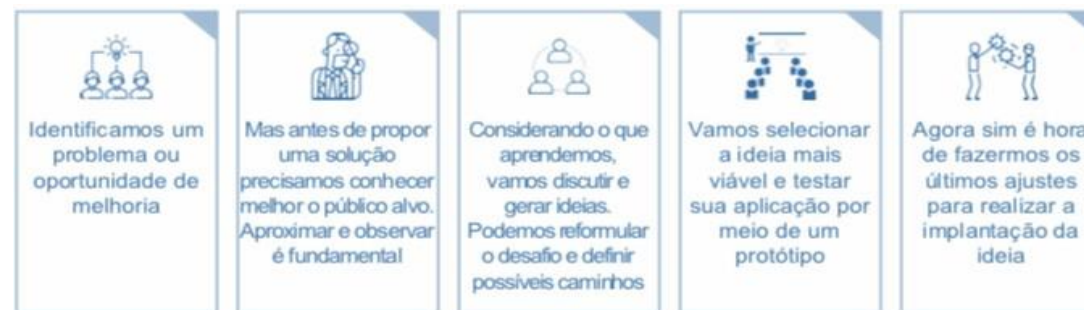 Identificamos um
problema ou
oportunidade de
melhoria
Mas antes de propor
uma solução
precisamos conhecer
melhor o público alvo.
Aproximar e observar
é fundamental
Considerando o que
aprendemos,
vamos discutir e
gerar ideias.
Podemos reformular
o desafio e definir
possíveis caminhos
Vamos selecionar
a ideia mais
viável e testar
sua aplicação por
meio de um
protótipo
Agora sim é hora
de fazermos os
últimos ajustes
para realizar a
implantação da
ideia